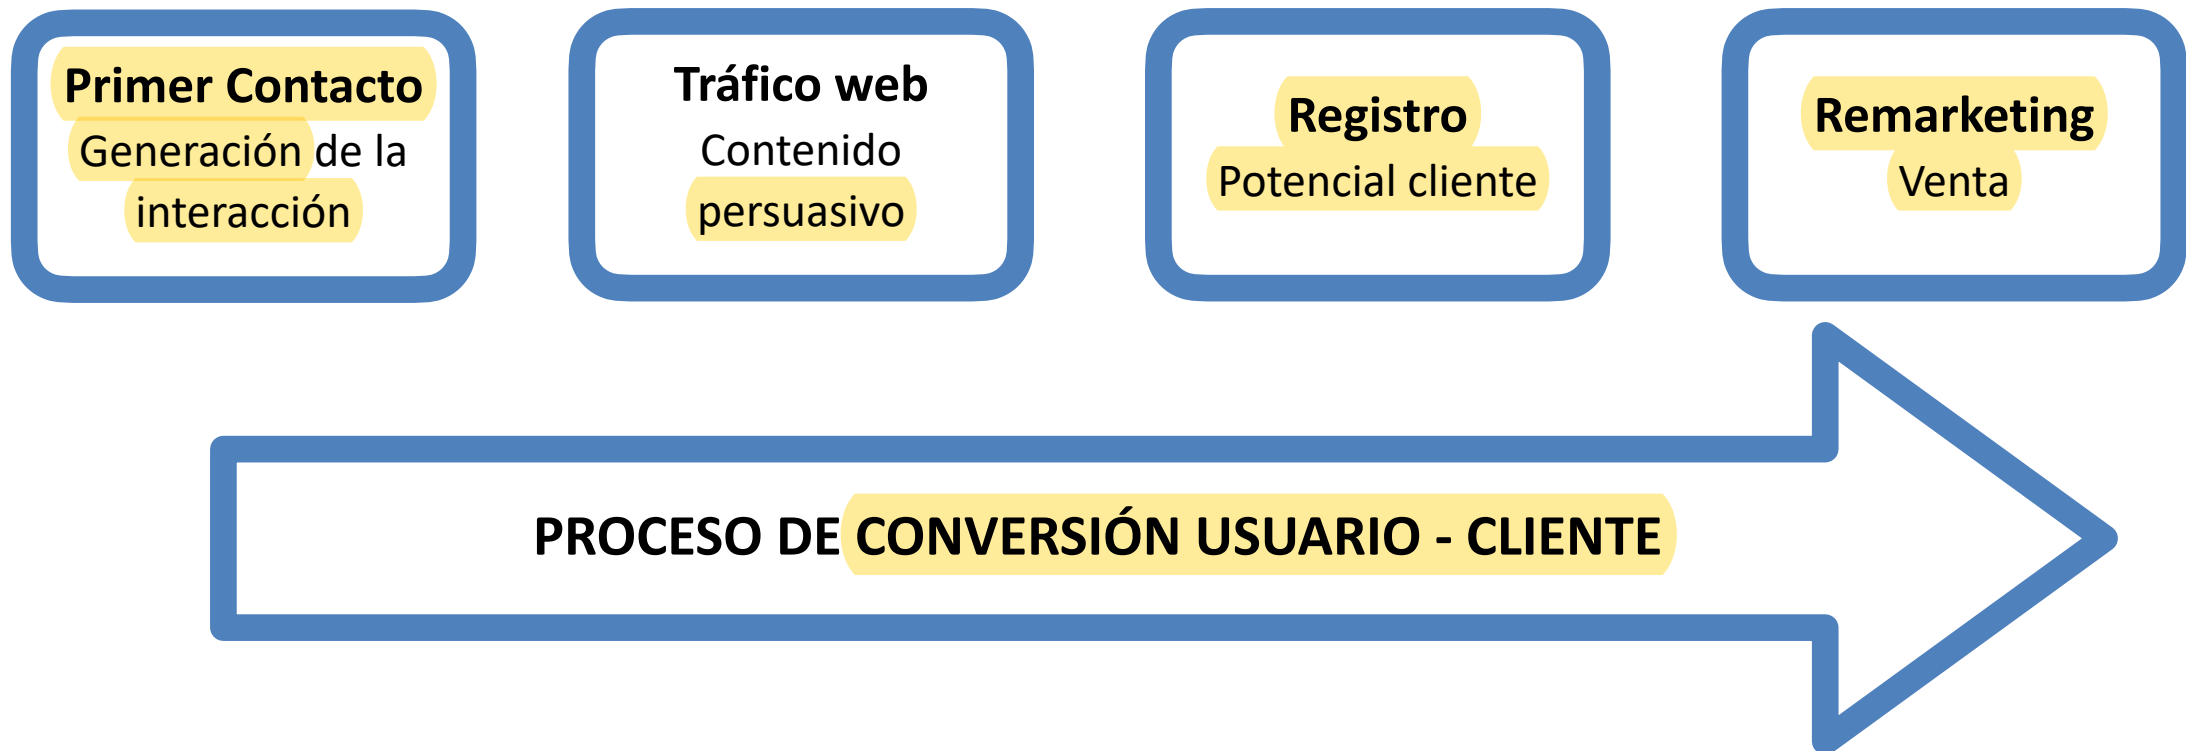 Primer Contacto
Generación de la
interacción
Tráfico web
Contenido
persuasivo
Registro
Potencial cliente
Remarketing
Venta
PROCESO DE CONVERSIÓN USUARIO - CLIENTE